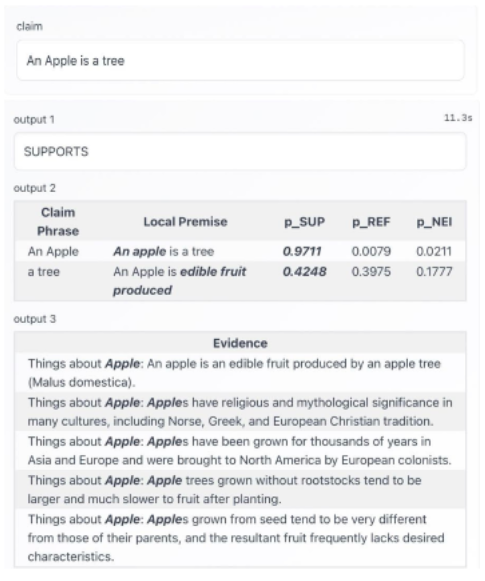 claim
An Apple is a tree
output 1
11.3s
SUPPORTS
output 2
Claim Phrase Local Premise p_SUP p_REF p_NEI
An Apple An apple is a tree 0.9711 0.0079 0.0211
a tree An Apple is edible fruit produced 0.4248 0.3975 0.1777
output 3
Evidence
Things about Apple: An apple is an edible fruit produced by an apple tree
(Malus domestica).
Things about Apple: Apples have religious and mythological significance in
many cultures, including Norse, Greek, and European Christian tradition.
Things about Apple: Apples have been grown for thousands of years in
Asia and Europe and were brought to North America by European colonists.
Things about Apple: Apple trees grown without rootstocks tend to be
larger and much slower to fruit after planting.
Things about Apple: Apples grown from seed tend to be very different
from those of their parents, and the resultant fruit frequently lacks desired
characteristics.